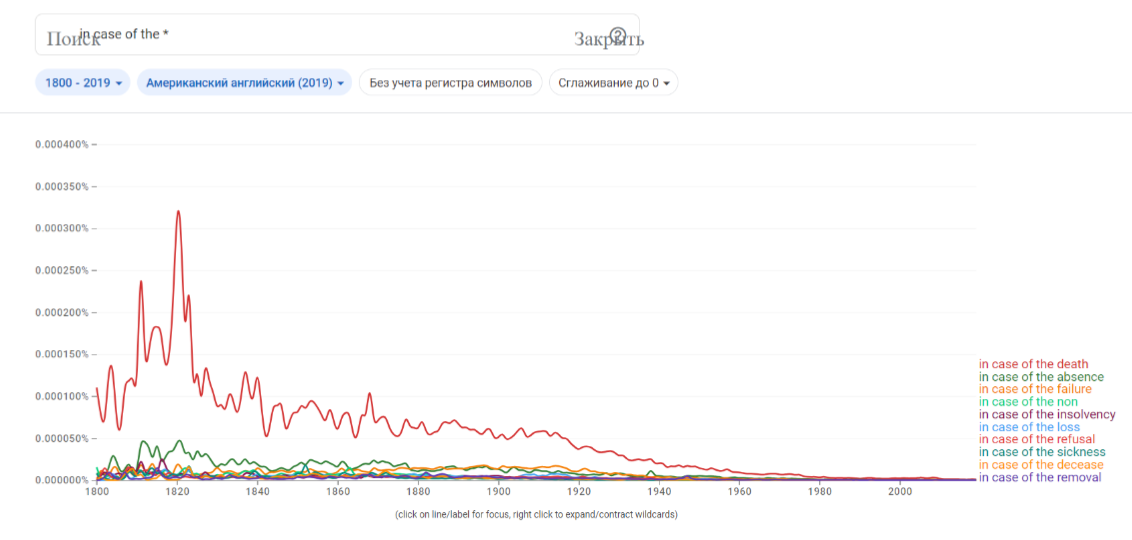 in case of the *
Поиск
Закрыть
1800 - 2019
Американский английский (2019)
Без учета регистра символов
Сглаживание до 0
0.000400%
0.000350%
0.000300%
0.000250%
0.000200%
0.000150%
0.000100%
0.000050%
0.000000%
1800 1820 1840 1860 1880 1900 1920 1940 1960 1980 2000
in case of the death
in case of the absence
in case of the failure
in case of the non
in case of the insolvency
in case of the loss
in case of the refusal
in case of the sickness
in case of the decease
in case of the removal
(click on line/label for focus, right click to expand/contract wildcards)